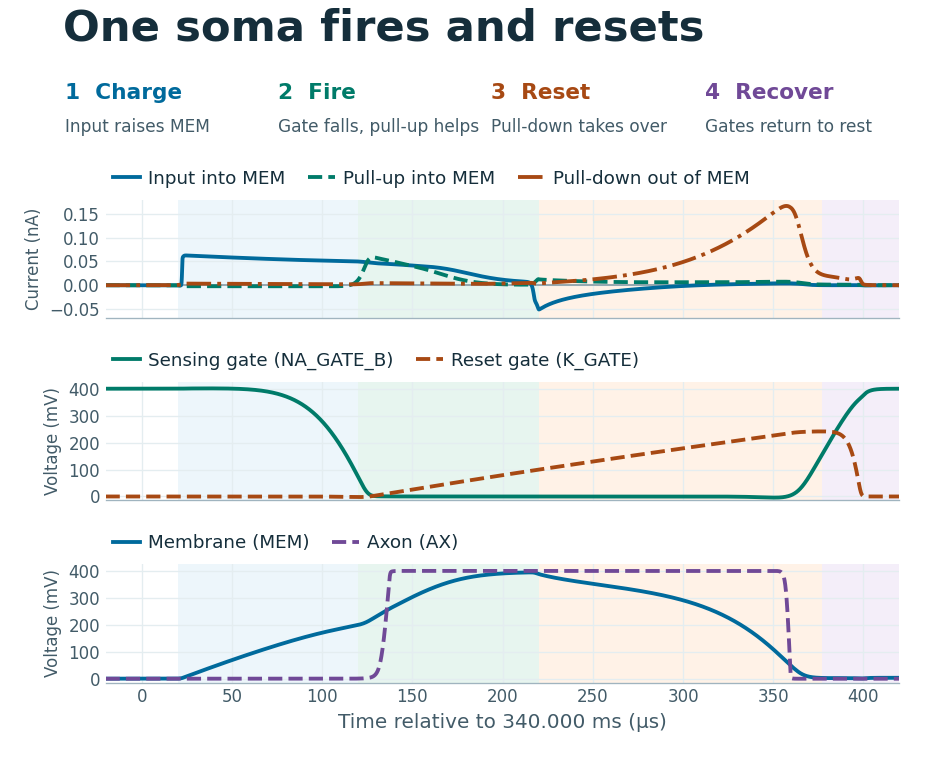 One soma fires and resets
1 Charge
Input raises MEM
2 Fire
Gate falls, pull-up helps
3 Reset
Pull-down takes over
4 Recover
Gates return to rest
Input into MEM
Pull-up into MEM
Pull-down out of MEM
Current (nA)
0.15
0.10
0.05
0.00
−0.05
Sensing gate (NA_GATE_B)
Reset gate (K_GATE)
Voltage (mV)
400
300
200
100
0
Membrane (MEM)
Axon (AX)
Voltage (mV)
400
300
200
100
0
0 50 100 150 200 250 300 350 400
Time relative to 340.000 ms (µs)